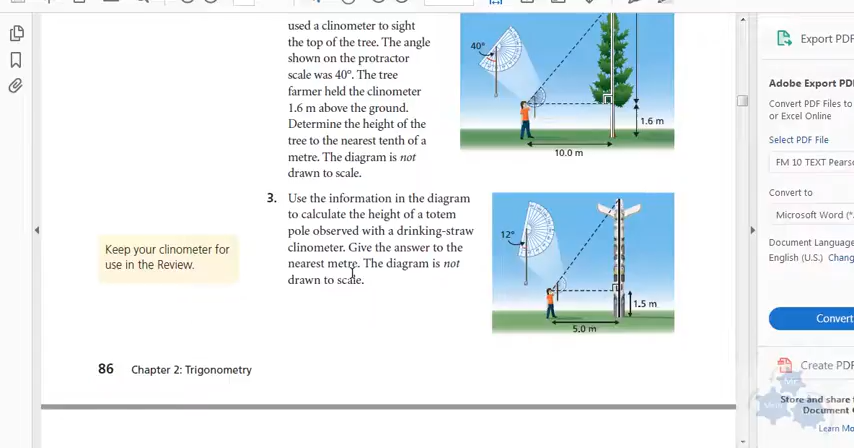 used a clinometer to sight
the top of the tree. The angle
shown on the protractor
scale was 40°. The tree
farmer held the clinometer
1.6 m above the ground.
Determine the height of the
tree to the nearest tenth of a
metre. The diagram is not
drawn to scale.
40°
1.6 m
10.0 m
3. Use the information in the diagram
to calculate the height of a totem
pole observed with a drinking-straw
clinometer. Give the answer to the
nearest metre. The diagram is not
drawn to scale.
12°
1.5 m
5.0 m
Keep your clinometer for
use in the Review.
86 Chapter 2: Trigonometry
Export PDF
Adobe Export PDF
Convert PDF Files to
or Excel Online
Select PDF File
FM 10 TEXT Pearso
Convert to
Microsoft Word (*.
Document Language
English (U.S.) Chang
Convert
Create PDF
Store and share
Document C
Learn Mo